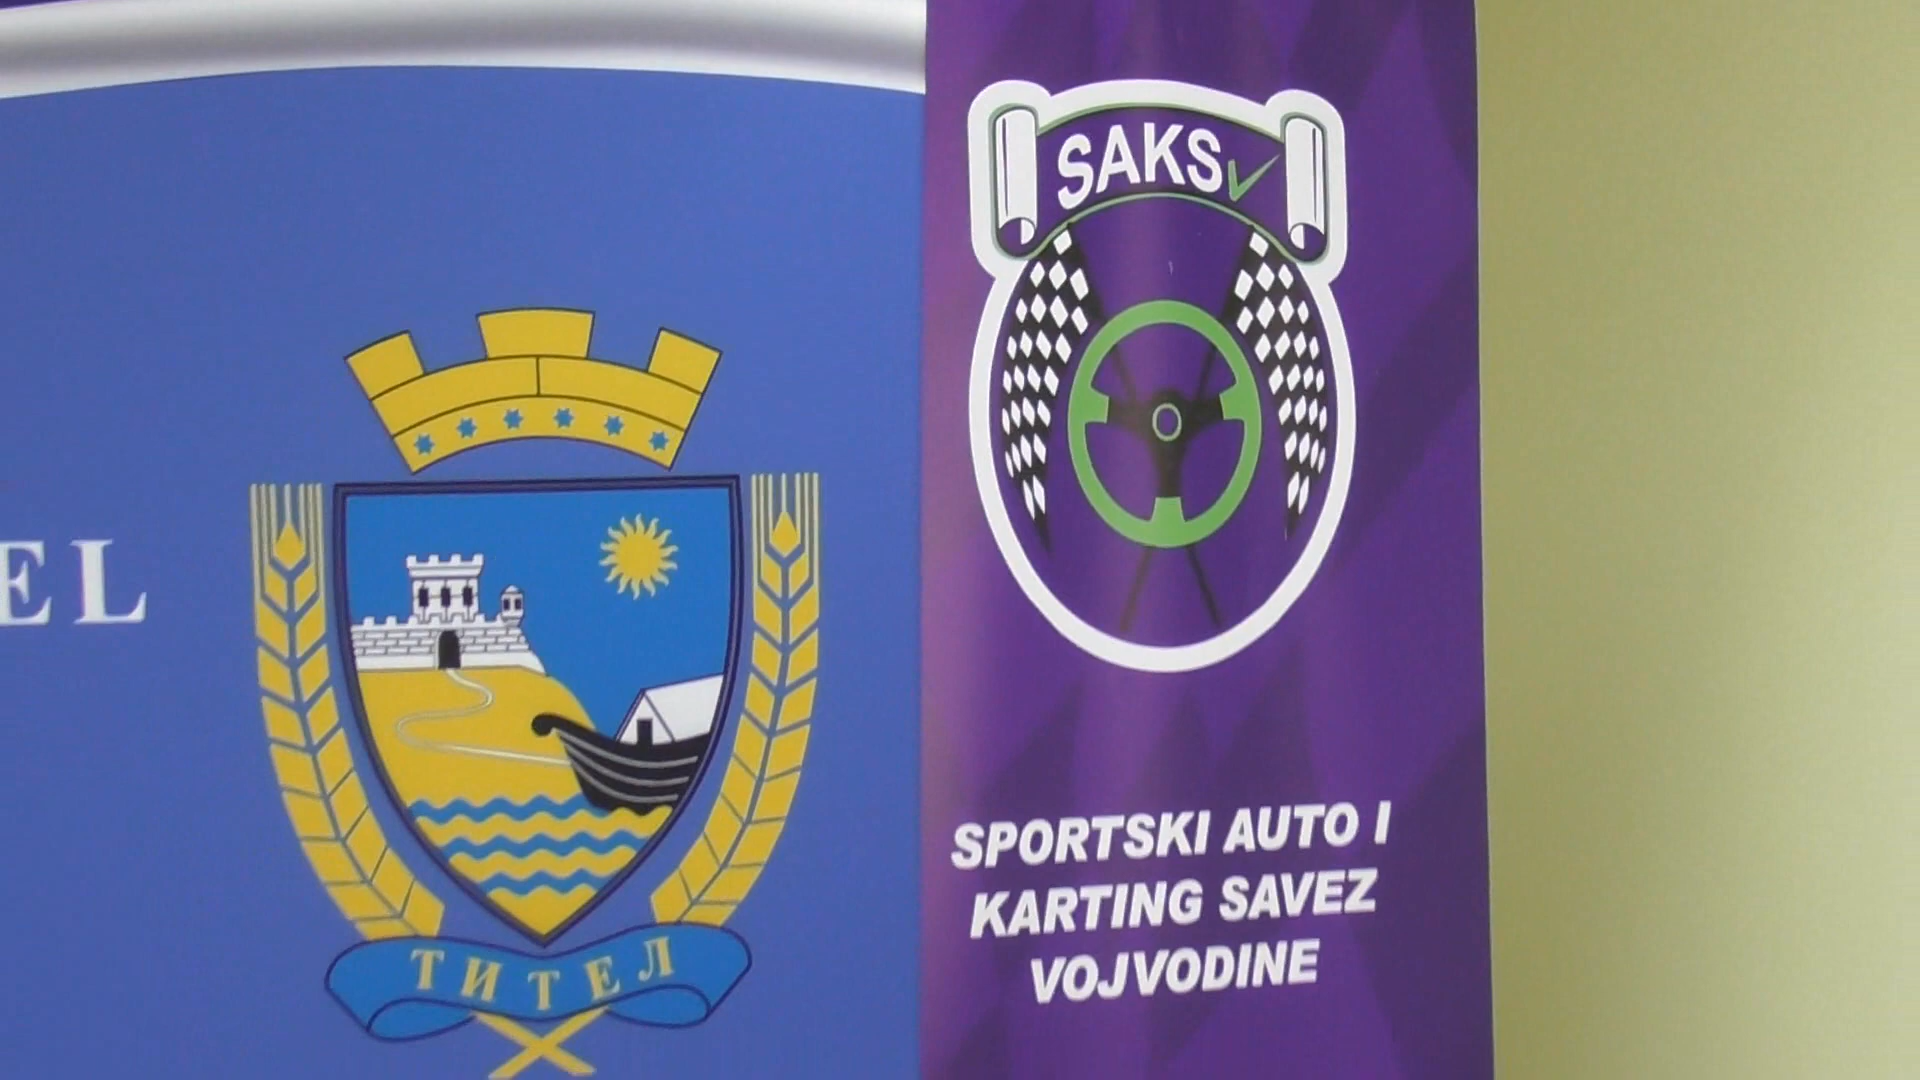 EL
ТИТЕЛ
SAKS
SPORTSKI AUTO I
KARTING SAVEZ
VOJVODINE